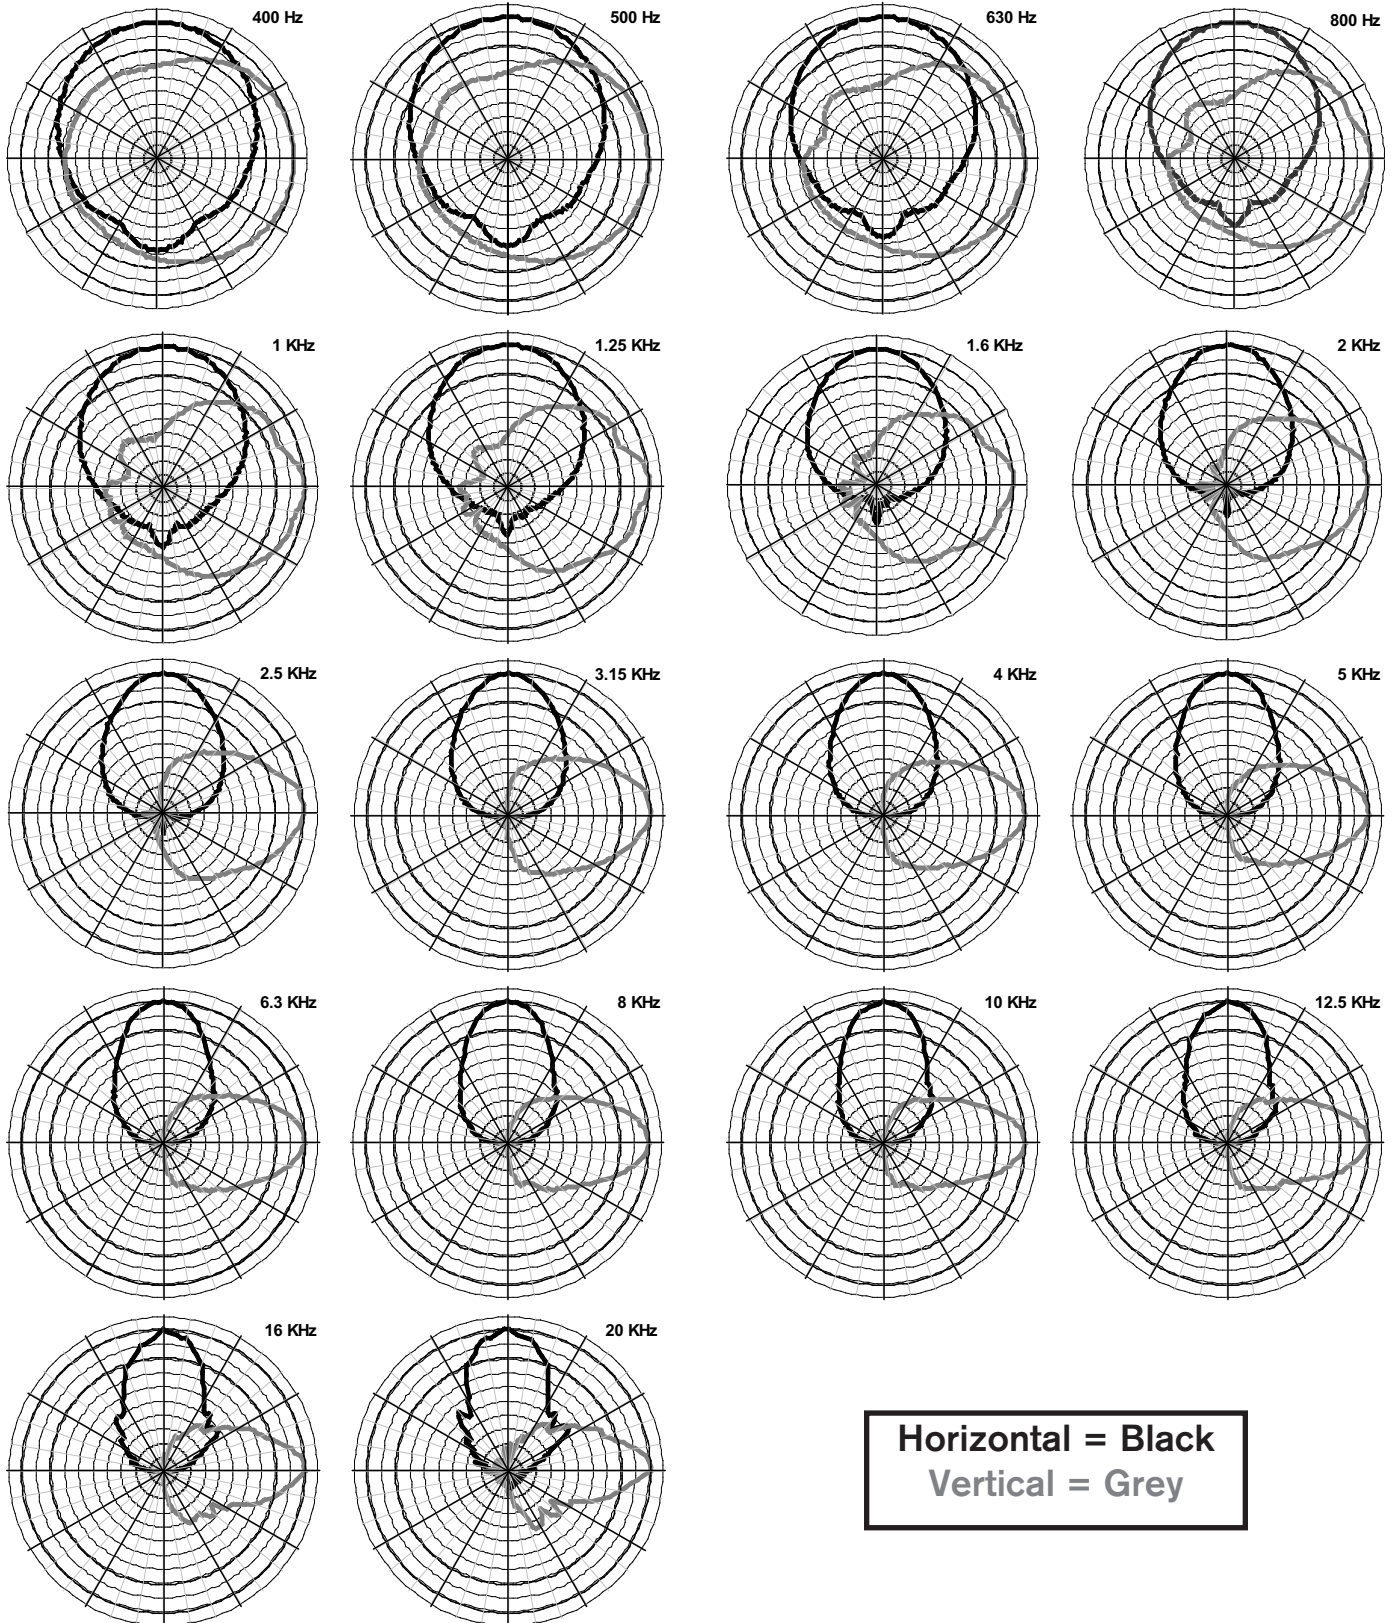 400 Hz
500 Hz
630 Hz
800 Hz
1 KHz
1.25 KHz
1.6 KHz
2 KHz
2.5 KHz
3.15 KHz
4 KHz
5 KHz
6.3 KHz
8 KHz
10 KHz
12.5 KHz
16 KHz
20 KHz
Horizontal = Black
Vertical = Grey